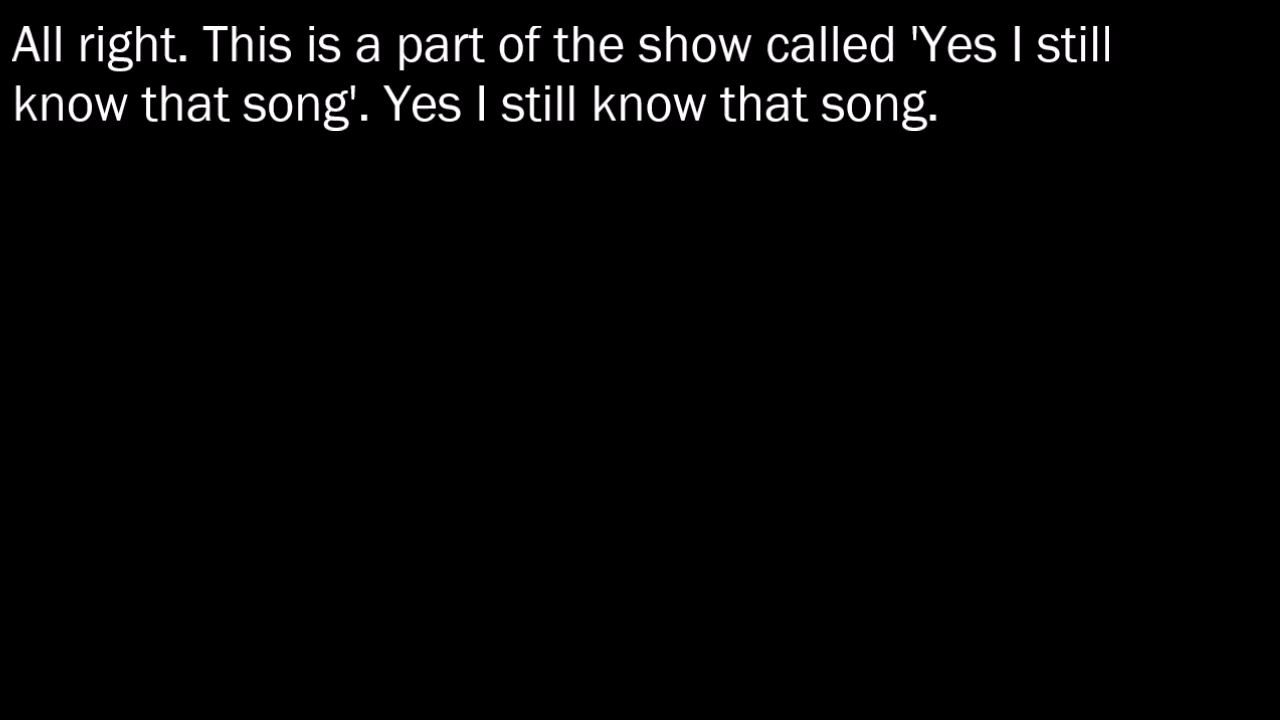 All right. This is a part of the show called 'Yes I still
know that song'. Yes I still know that song.